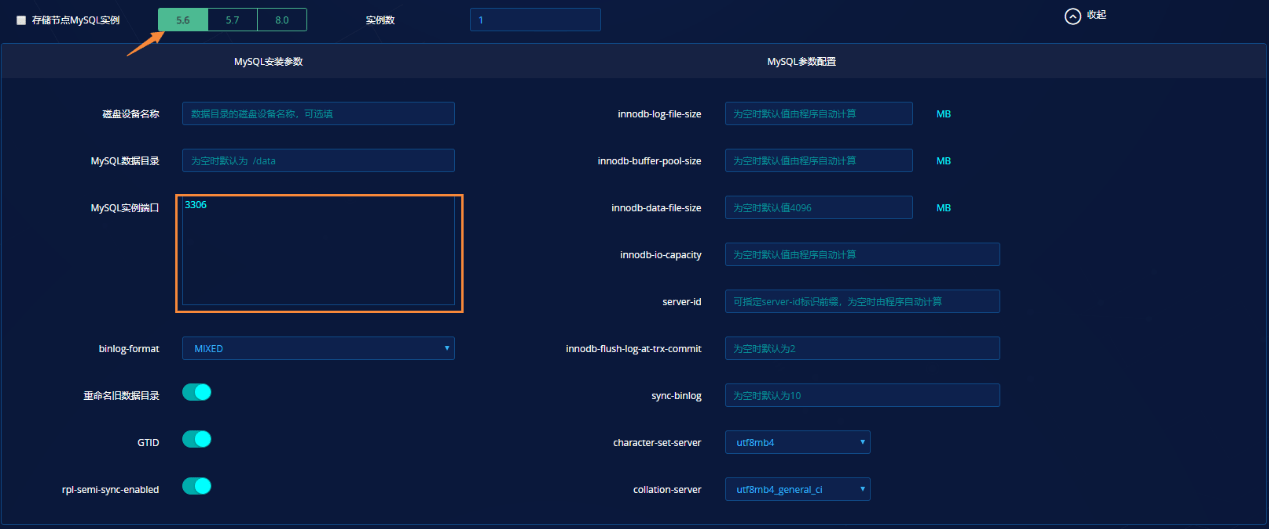 存储节点MySQL实例 5.6 5.7 8.0 实例数 1 收起
MySQL安装参数 MySQL参数配置
磁盘设备名称 数据目录的磁盘设备名称，可选填 innodb-log-file-size 为空时默认值由程序自动计算 MB
MySQL数据目录 为空时默认为 /data innodb-buffer-pool-size 为空时默认值由程序自动计算 MB
MySQL实例端口 3306 innodb-data-file-size 为空时默认值4096 MB
innodb-io-capacity 为空时默认值由程序自动计算
server-id 可指定server-id标识前缀，为空时由程序自动计算
binlog-format MIXED innodb-flush-log-at-trx-commit 为空时默认为2
重命名旧数据目录 sync-binlog 为空时默认为10
GTID character-set-server utf8mb4
rpl-semi-sync-enabled collation-server utf8mb4_general_ci